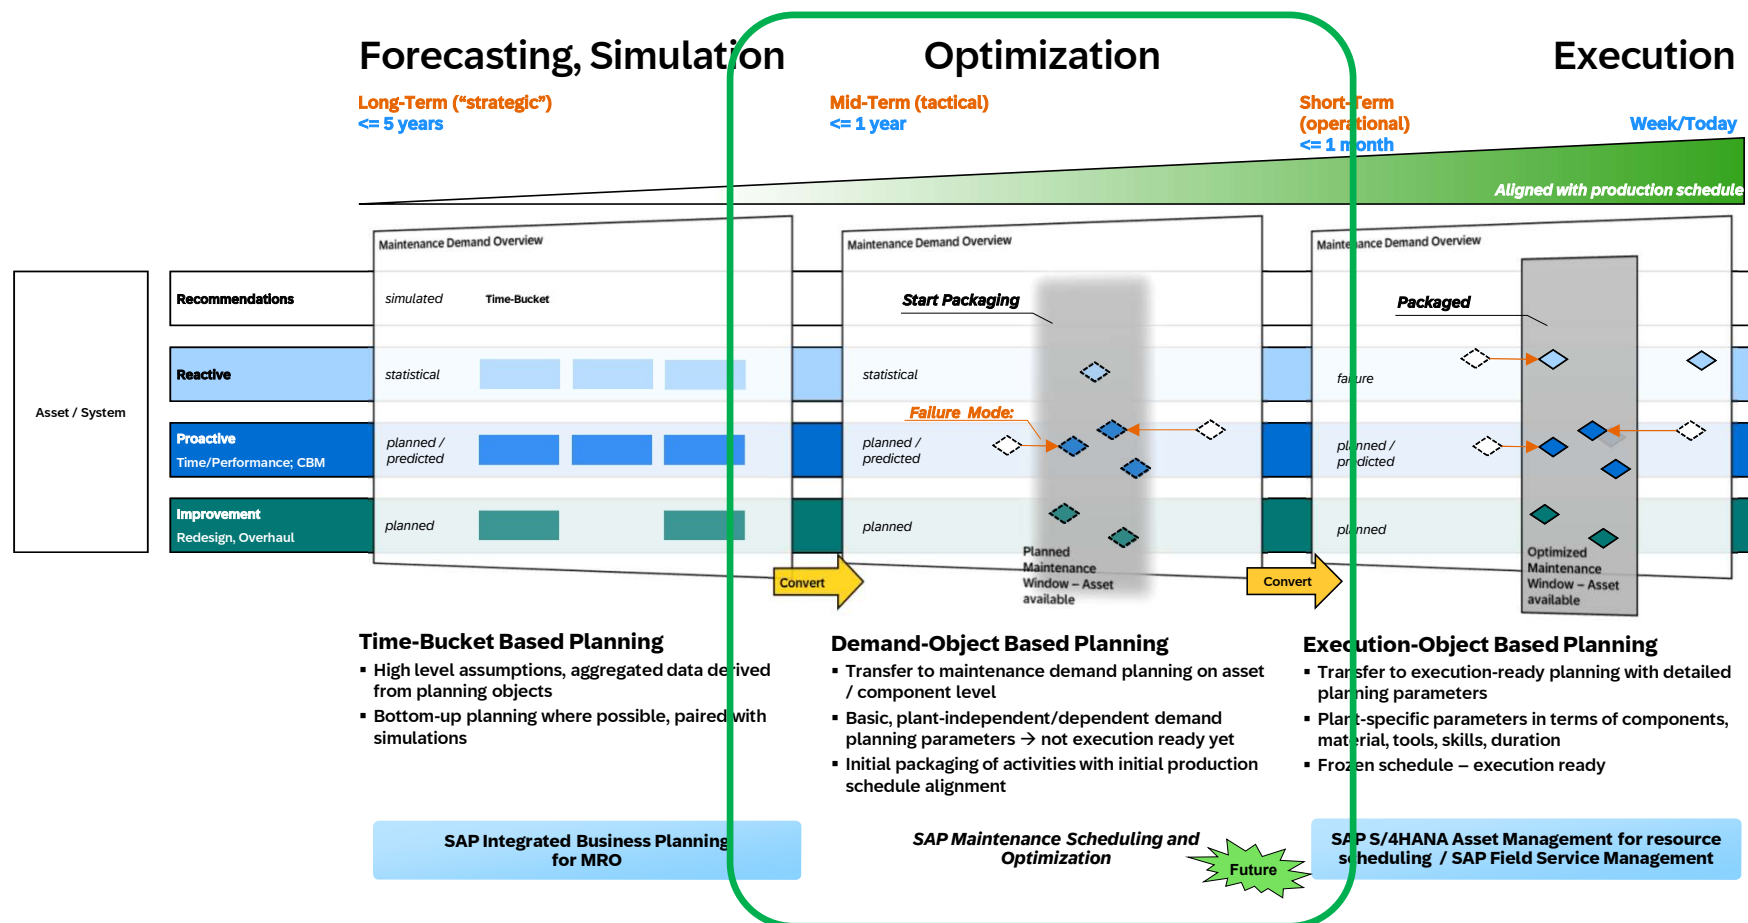 Forecasting, Simulation
Optimization
Execution
Long-Term (“strategic”)
<= 5 years
Mid-Term (tactical)
<= 1 year
Short-Term
(operational)
<= 1 month
Week/Today
Aligned with production schedule
Asset / System
Recommendations
Reactive
Proactive
Time/Performance; CBM
Improvement
Redesign, Overhaul
Maintenance Demand Overview
simulated
Time-Bucket
statistical
planned /
predicted
planned
Convert
Maintenance Demand Overview
Start Packaging
statistical
Failure Mode:
planned /
predicted
planned
Planned
Maintenance
Window – Asset
available
Convert
Maintenance Demand Overview
Packaged
failure
planned /
predicted
planned
Optimized
Maintenance
Window – Asset
available
Time-Bucket Based Planning
▪ High level assumptions, aggregated data derived
from planning objects
▪ Bottom-up planning where possible, paired with
simulations
Demand-Object Based Planning
▪ Transfer to maintenance demand planning on asset
/ component level
▪ Basic, plant-independent/dependent demand
planning parameters → not execution ready yet
▪ Initial packaging of activities with initial production
schedule alignment
Execution-Object Based Planning
▪ Transfer to execution-ready planning with detailed
planning parameters
▪ Plant-specific parameters in terms of components,
material, tools, skills, duration
▪ Frozen schedule – execution ready
SAP Integrated Business Planning
for MRO
SAP Maintenance Scheduling and
Optimization
Future
SAP S/4HANA Asset Management for resource
scheduling / SAP Field Service Management